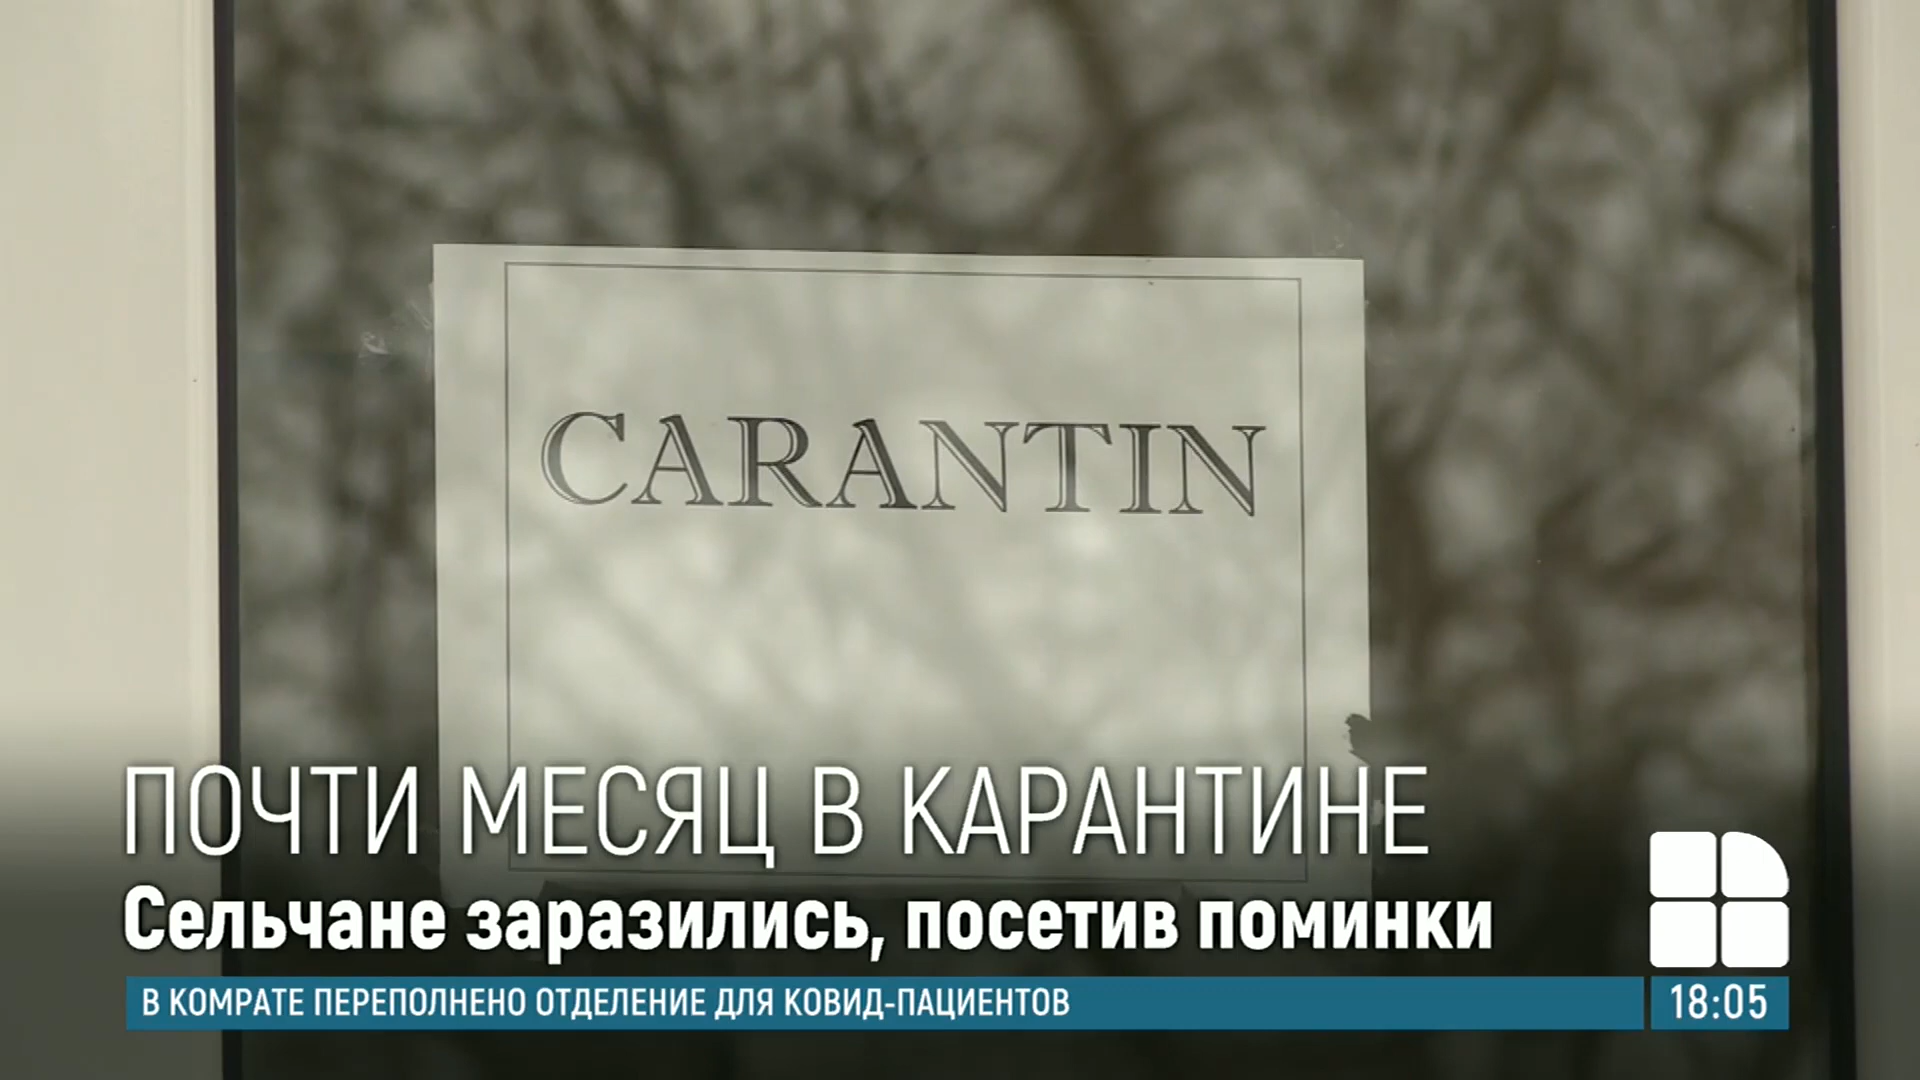 CARANTIN
ПОЧТИ МЕСЯЦ В КАРАНТИНЕ
Сельчане заразились, посетив поминки
В КОМРАТЕ ПЕРЕПОЛНЕНО ОТДЕЛЕНИЕ ДЛЯ КОВИД-ПАЦИЕНТОВ
18:05